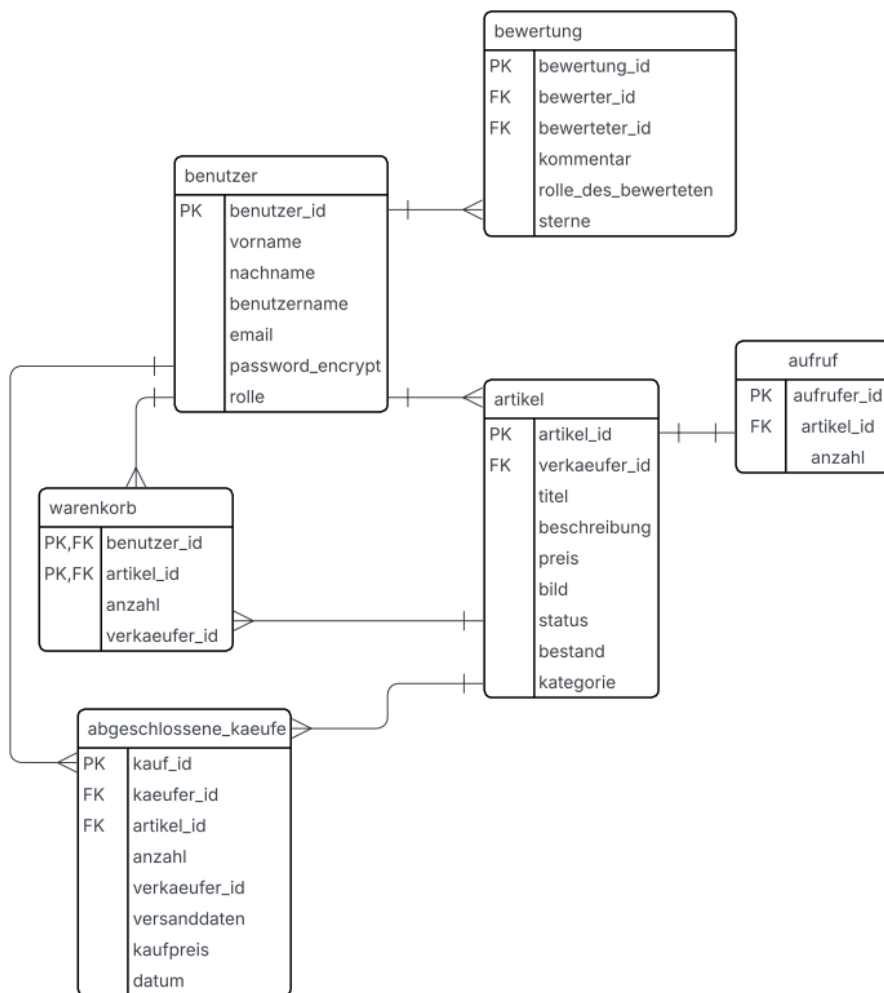 bewertung
PK bewertung_id
FK bewerter_id
FK bewerteter_id
kommentar
rolle_des_bewerteten
sterne
benutzer
PK benutzer_id
vorname
nachname
benutzername
email
password_encrypt
rolle
aufruf
PK aufrufer_id
FK artikel_id
anzahl
artikel
PK artikel_id
FK verkaeufer_id
titel
beschreibung
preis
bild
status
bestand
kategorie
warenkorb
PK,FK benutzer_id
PK,FK artikel_id
anzahl
verkaeufer_id
abgeschlossene_kaeufe
PK kauf_id
FK kaeufer_id
FK artikel_id
anzahl
verkaeufer_id
versanddaten
kaufpreis
datum